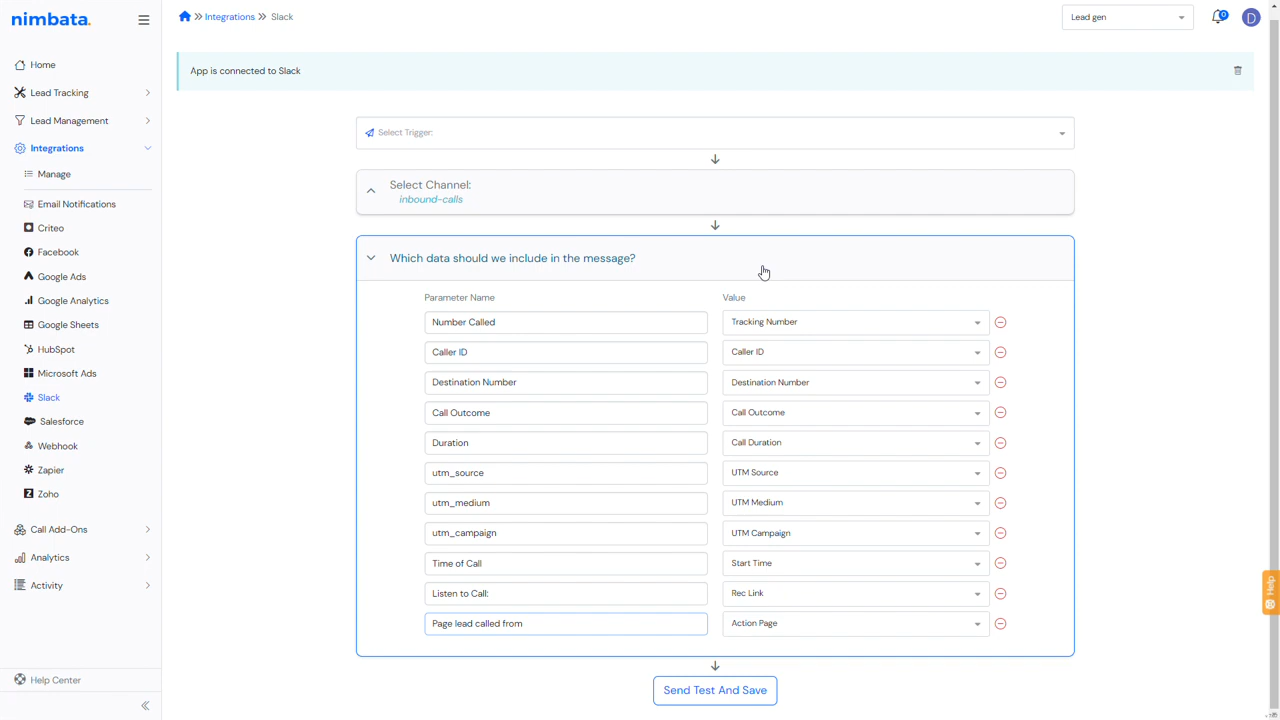 nimbata.
Integrations Slack
Lead gen
0
D
App is connected to Slack
Home
Lead Tracking
Lead Management
Integrations
Manage
Email Notifications
Criteo
Facebook
Google Ads
Google Analytics
Google Sheets
HubSpot
Microsoft Ads
Slack
Salesforce
Webhook
Zapier
Zoho
Call Add-Ons
Analytics
Activity
Help Center
Select Trigger:
Select Channel:
inbound-calls
Which data should we include in the message?
Parameter Name Value
Number Called Tracking Number
Caller ID Caller ID
Destination Number Destination Number
Call Outcome Call Outcome
Duration Call Duration
utm_source UTM Source
utm_medium UTM Medium
utm_campaign UTM Campaign
Time of Call Start Time
Listen to Call: Rec Link
Page lead called from Action Page
Send Test And Save
Help